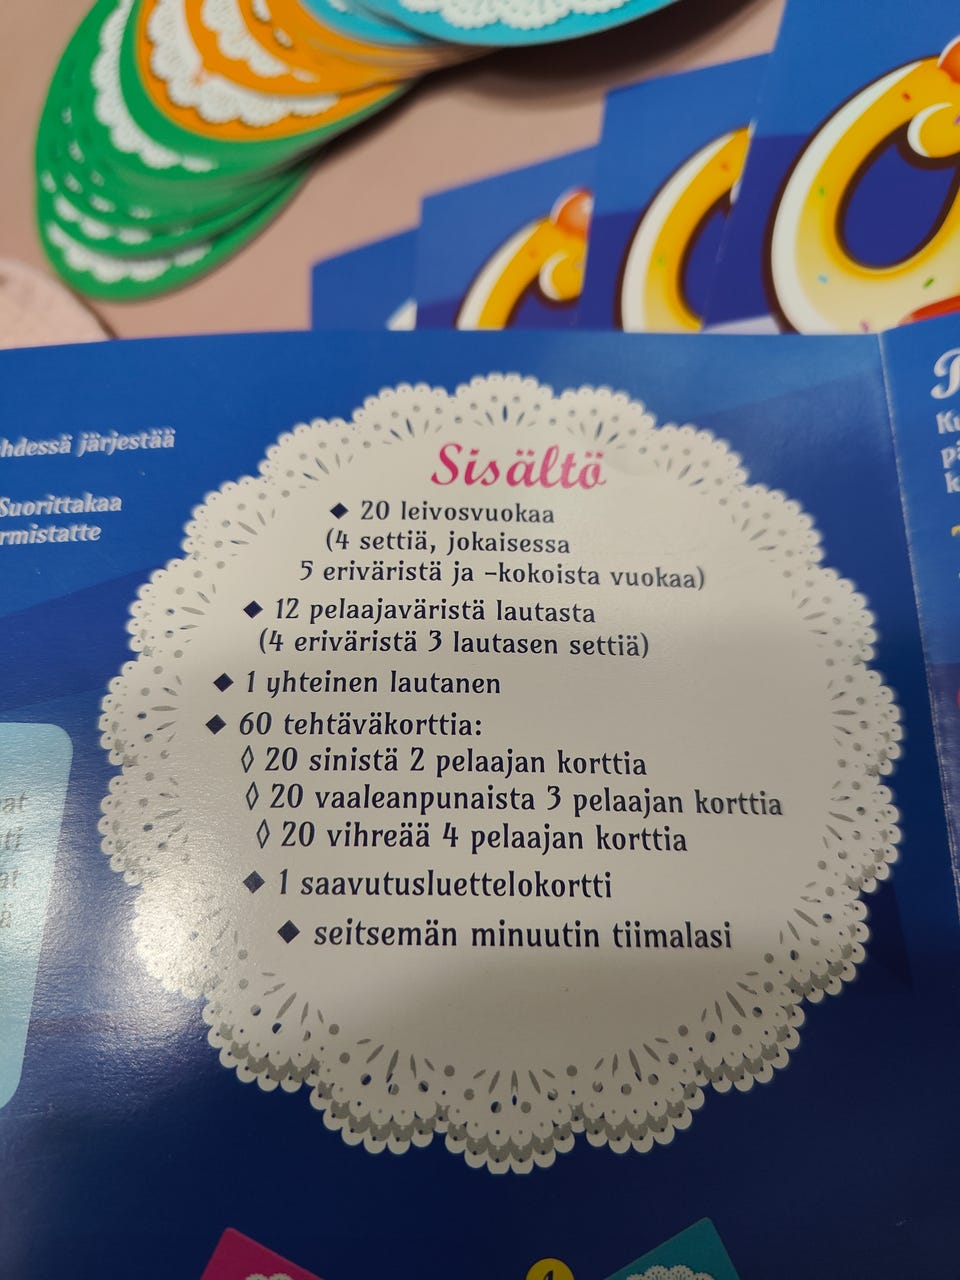 järjestää
Suorittakaa
Sisältö
◆ 20 leivosvuokaa
(4 settiä, jokaisessa
5 eriväristä ja -kokoista vuokaa)
◆ 12 pelaajaväristä lautasta
(4 eriväristä 3 lautasen settiä)
◆ 1 yhteinen lautanen
◆ 60 tehtäväkorttia:
◊ 20 sinistä 2 pelaajan korttia
◊ 20 vaaleanpunaista 3 pelaajan korttia
◊ 20 vihreää 4 pelaajan korttia
◆ 1 saavutusluettelokortti
◆ seitsemän minuutin tiimalasi